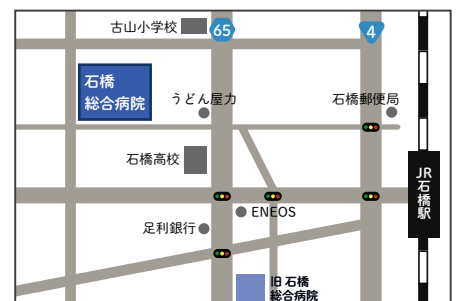 古山小学校
65
4
石橋
総合病院
うどん屋力
石橋郵便局
石橋高校
JR石橋駅
ENEOS
足利銀行
旧 石橋
総合病院